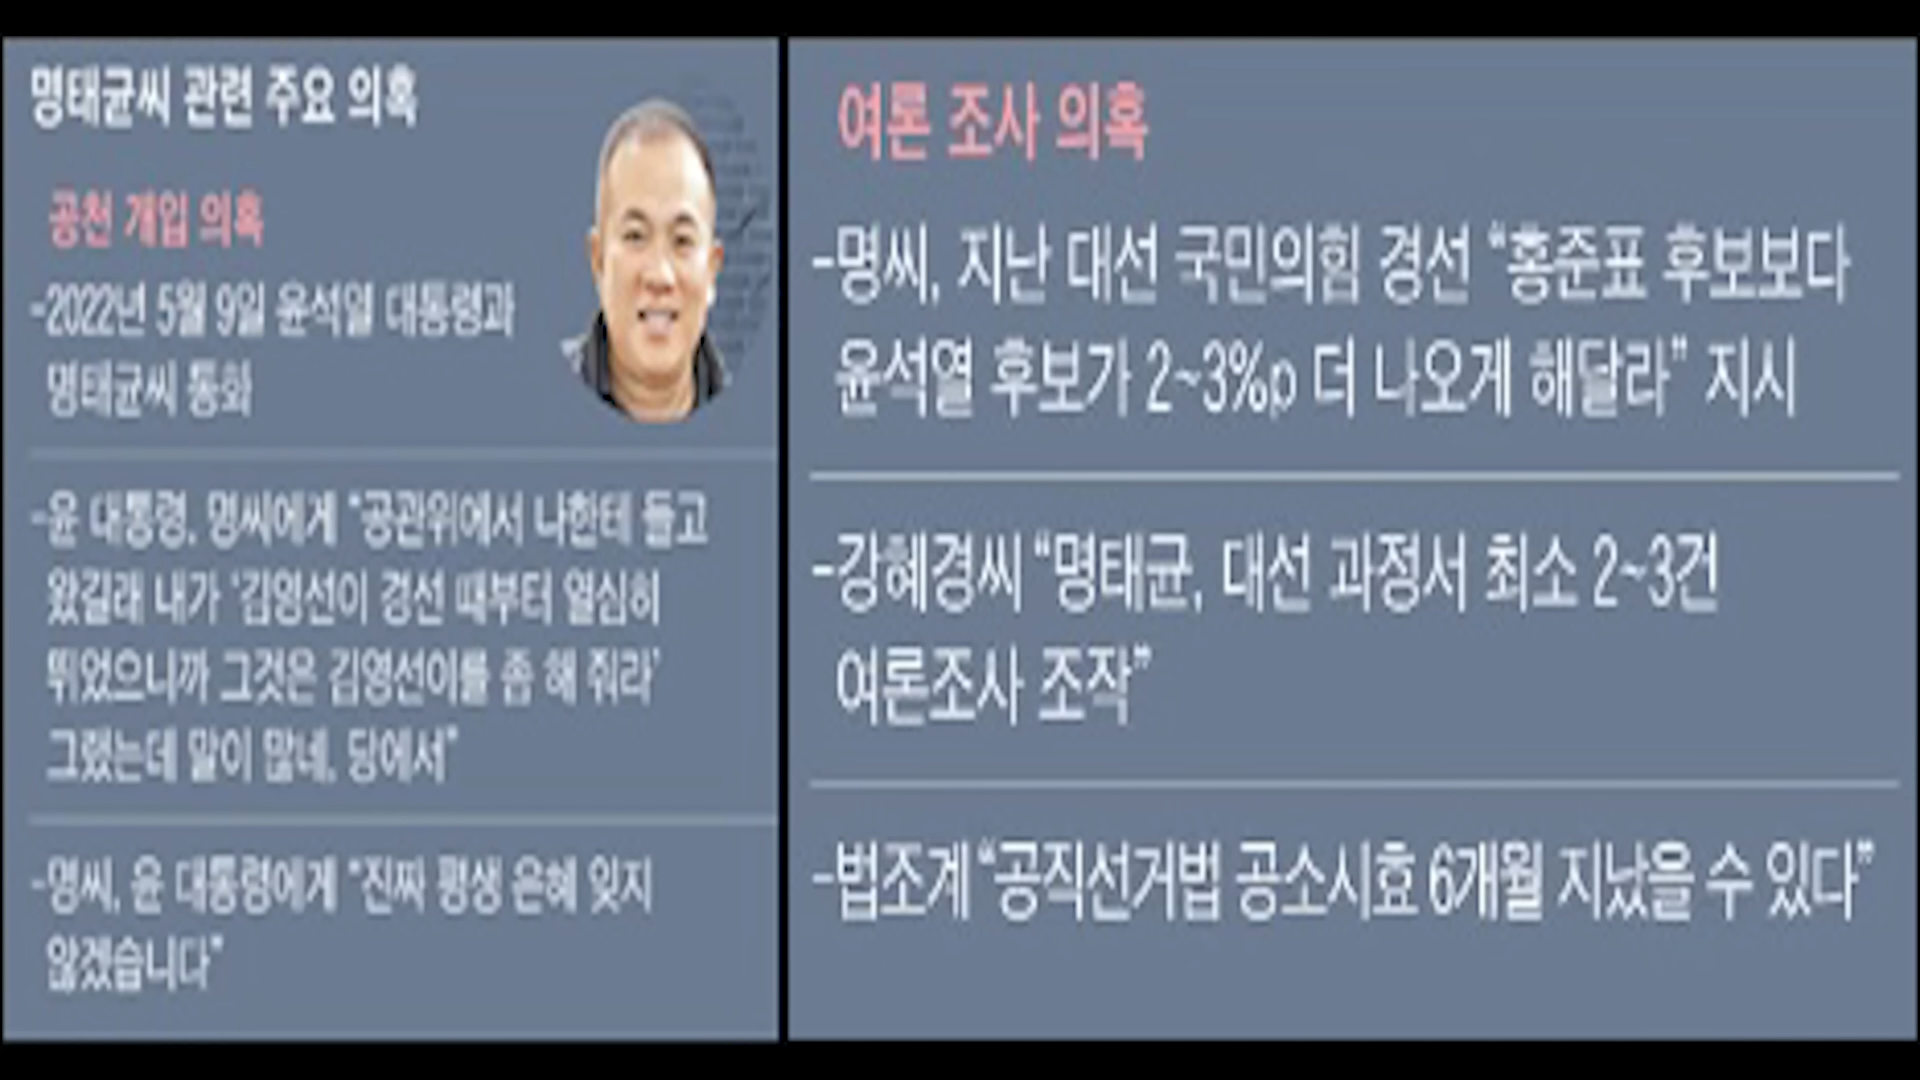 명태균씨 관련 주요 의혹
공천 개입 의혹
-2022년 5월 9일 윤석열 대통령과
명태균씨 통화
-윤 대통령, 명씨에게 "공관위에서 나한테 들고
왔길래 내가 '김영선이 경선 때부터 열심히
뛰었으니까 그것은 김영선이를 좀 해 줘라'
그랬는데 말이 많네, 당에서"
-명씨, 윤 대통령에게 "진짜 평생 은혜 잊지
않겠습니다"
여론 조사 의혹
-명씨, 지난 대선 국민의힘 경선 “홍준표 후보보다
윤석열 후보가 2~3%p 더 나오게 해달라” 지시
-강혜경씨 “명태균, 대선 과정서 최소 2~3건
여론조사 조작”
-법조계 “공직선거법 공소시효 6개월 지났을 수 있다”